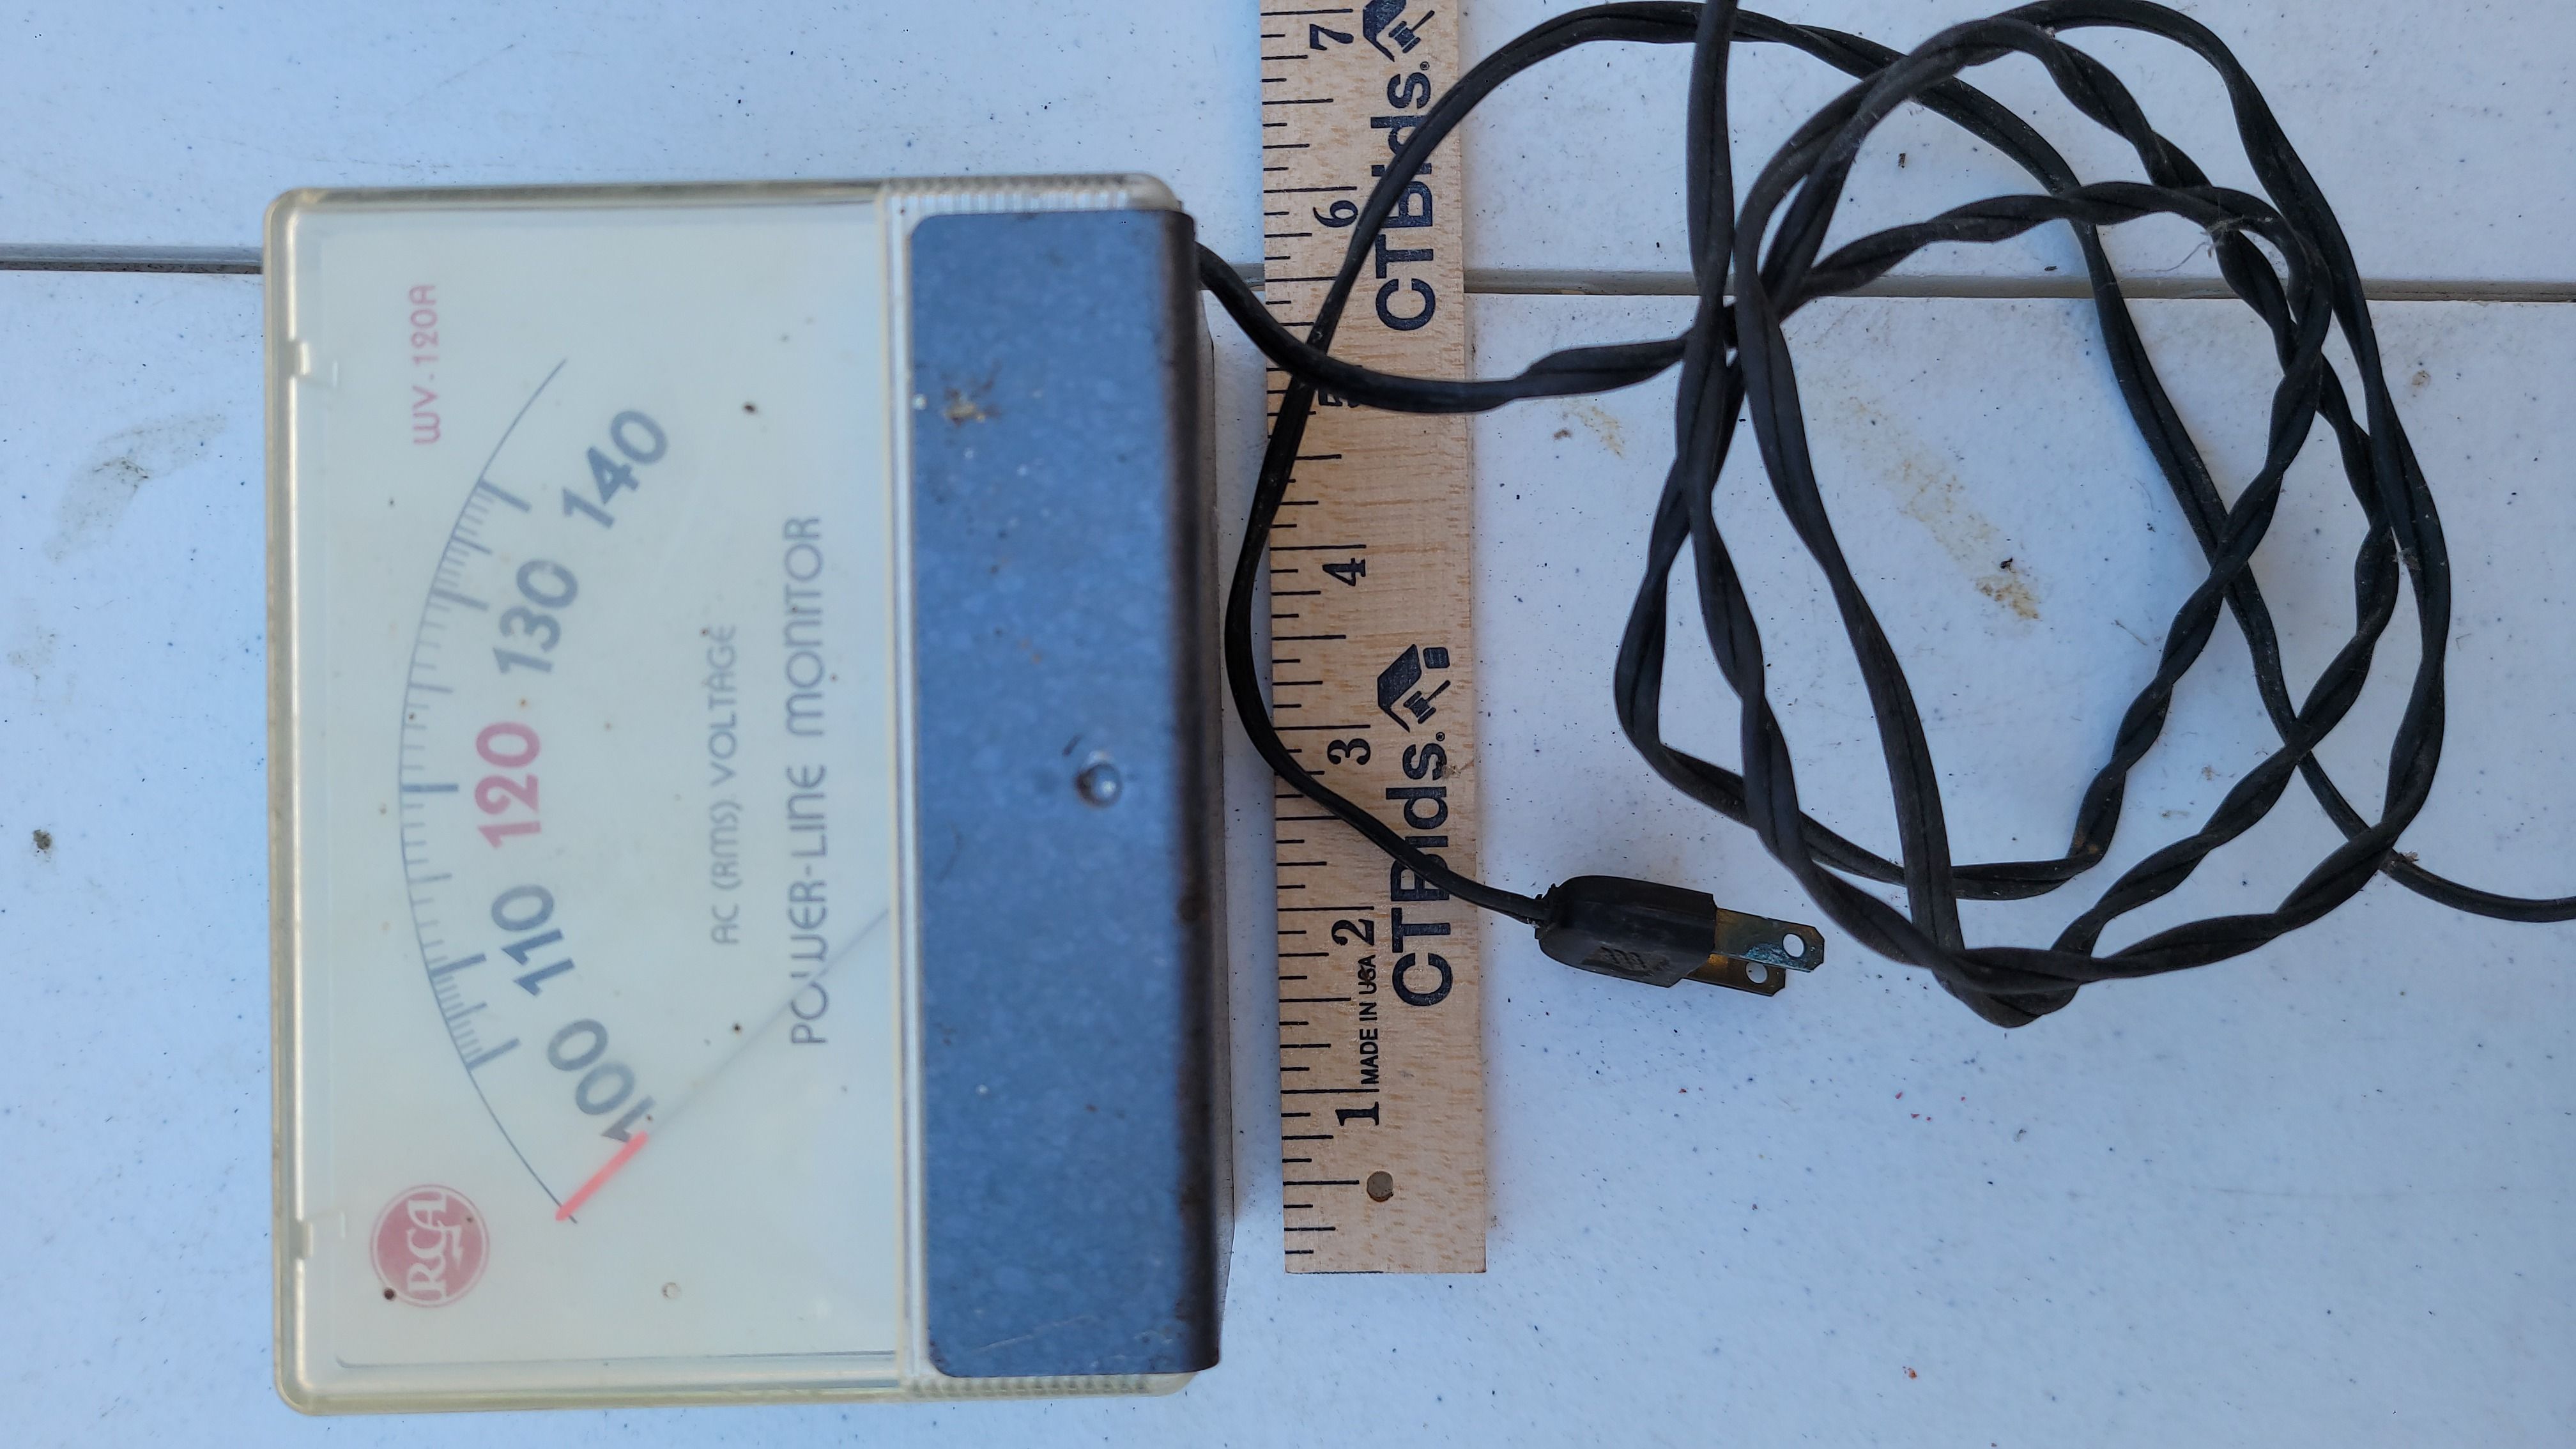 WV-120A
100 110 120 130 140
AC (RMS) VOLTAGE
POWER-LINE MONITOR
RCA
1 2 3 4 5 6 7
MADE IN USA
CTBids.
CTBids.